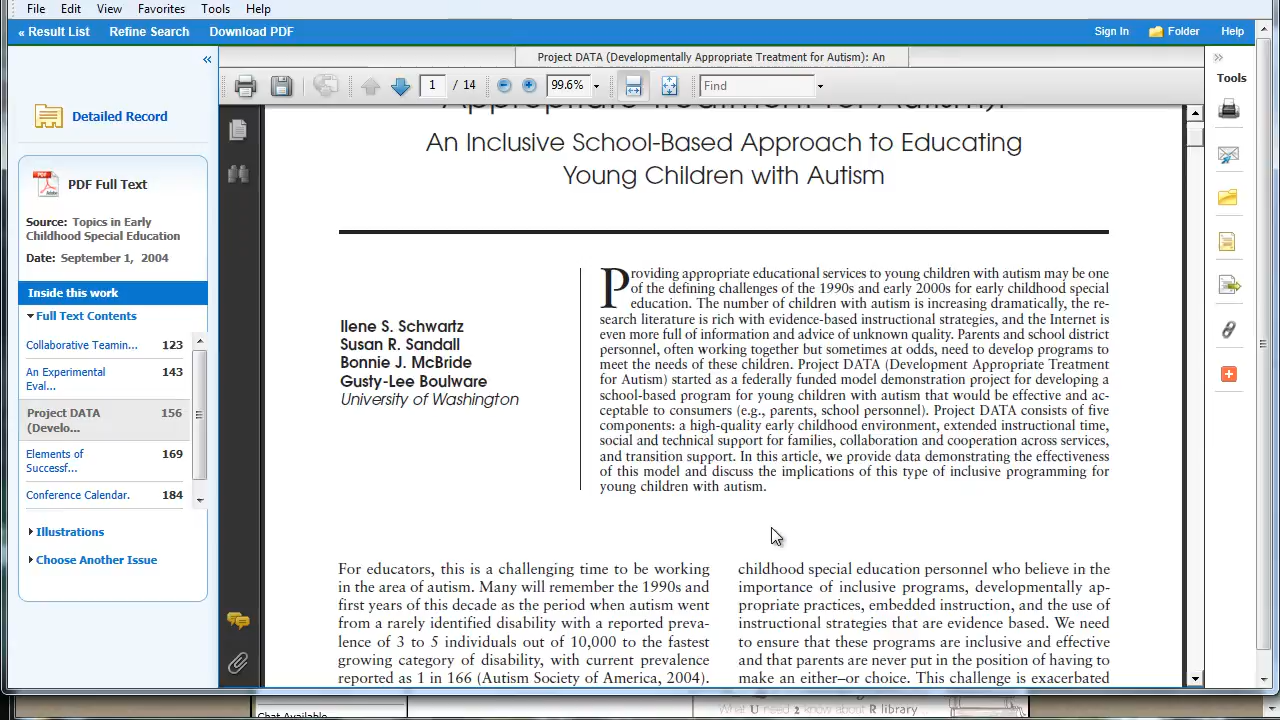 File Edit View Favorites Tools Help
« Result List Refine Search Download PDF Sign In Folder Help
«
Detailed Record
PDF Full Text
Source: Topics in Early
Childhood Special Education
Date: September 1, 2004
Inside this work
Full Text Contents
Collaborative Teamin... 123
An Experimental 143
Eval...
Project DATA 156
(Develo...
Elements of 169
Successf...
Conference Calendar. 184
Illustrations
Choose Another Issue
Project DATA (Developmentally Appropriate Treatment for Autism): An
1 / 14 99.6% Find
Appropriate Treatment for Autism):
An Inclusive School-Based Approach to Educating
Young Children with Autism
Ilene S. Schwartz
Susan R. Sandall
Bonnie J. McBride
Gusty-Lee Boulware
University of Washington
Providing appropriate educational services to young children with autism may be one
of the defining challenges of the 1990s and early 2000s for early childhood special
education. The number of children with autism is increasing dramatically, the re-
search literature is rich with evidence-based instructional strategies, and the Internet is
even more full of information and advice of unknown quality. Parents and school district
personnel, often working together but sometimes at odds, need to develop programs to
meet the needs of these children. Project DATA (Development Appropriate Treatment
for Autism) started as a federally funded model demonstration project for developing a
school-based program for young children with autism that would be effective and ac-
ceptable to consumers (e.g., parents, school personnel). Project DATA consists of five
components: a high-quality early childhood environment, extended instructional time,
social and technical support for families, collaboration and cooperation across services,
and transition support. In this article, we provide data demonstrating the effectiveness
of this model and discuss the implications of this type of inclusive programming for
young children with autism.
For educators, this is a challenging time to be working
in the area of autism. Many will remember the 1990s and
first years of this decade as the period when autism went
from a rarely identified disability with a reported preva-
lence of 3 to 5 individuals out of 10,000 to the fastest
growing category of disability, with current prevalence
reported as 1 in 166 (Autism Society of America, 2004).
childhood special education personnel who believe in the
importance of inclusive programs, developmentally ap-
propriate practices, embedded instruction, and the use of
instructional strategies that are evidence based. We need
to ensure that these programs are inclusive and effective
and that parents are never put in the position of having to
make an either–or choice. This challenge is exacerbated
»
Tools
Chat Available
What U need 2 know about R library